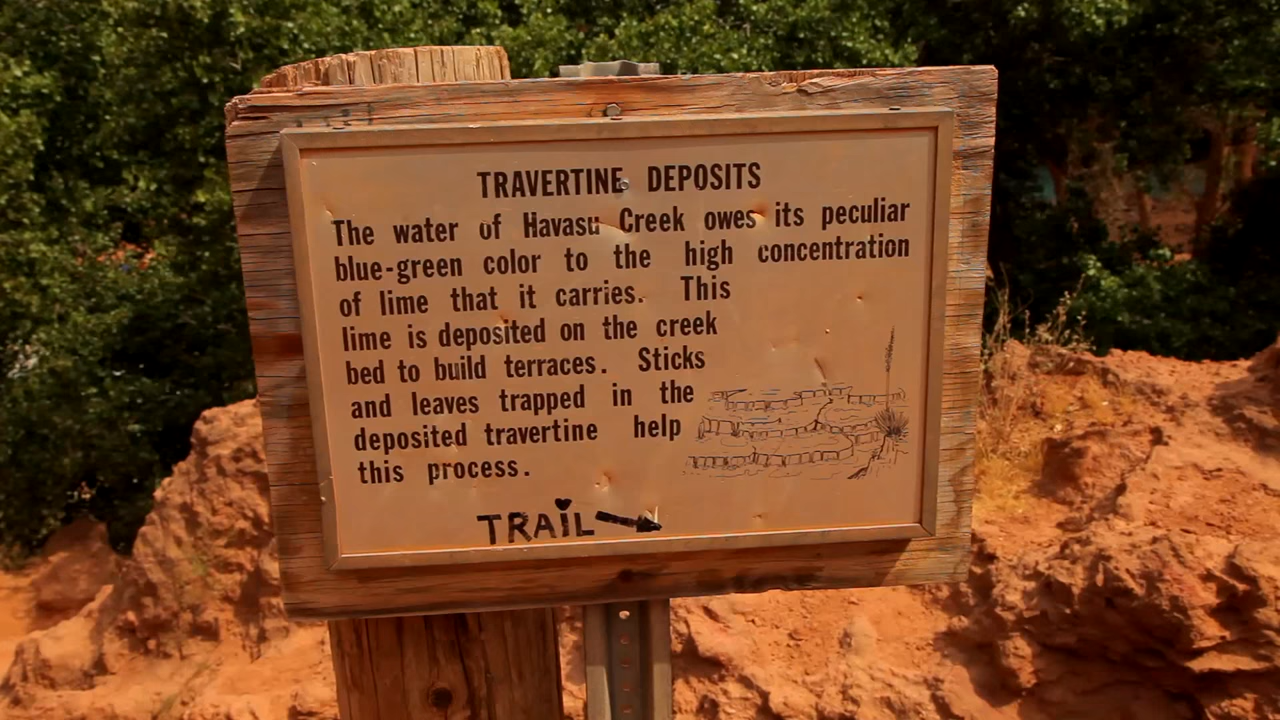 TRAVERTINE DEPOSITS
The water of Havasu Creek owes its peculiar
blue-green color to the high concentration
of lime that it carries. This
lime is deposited on the creek
bed to build terraces. Sticks
and leaves trapped in the
deposited travertine help
this process.
TRAIL